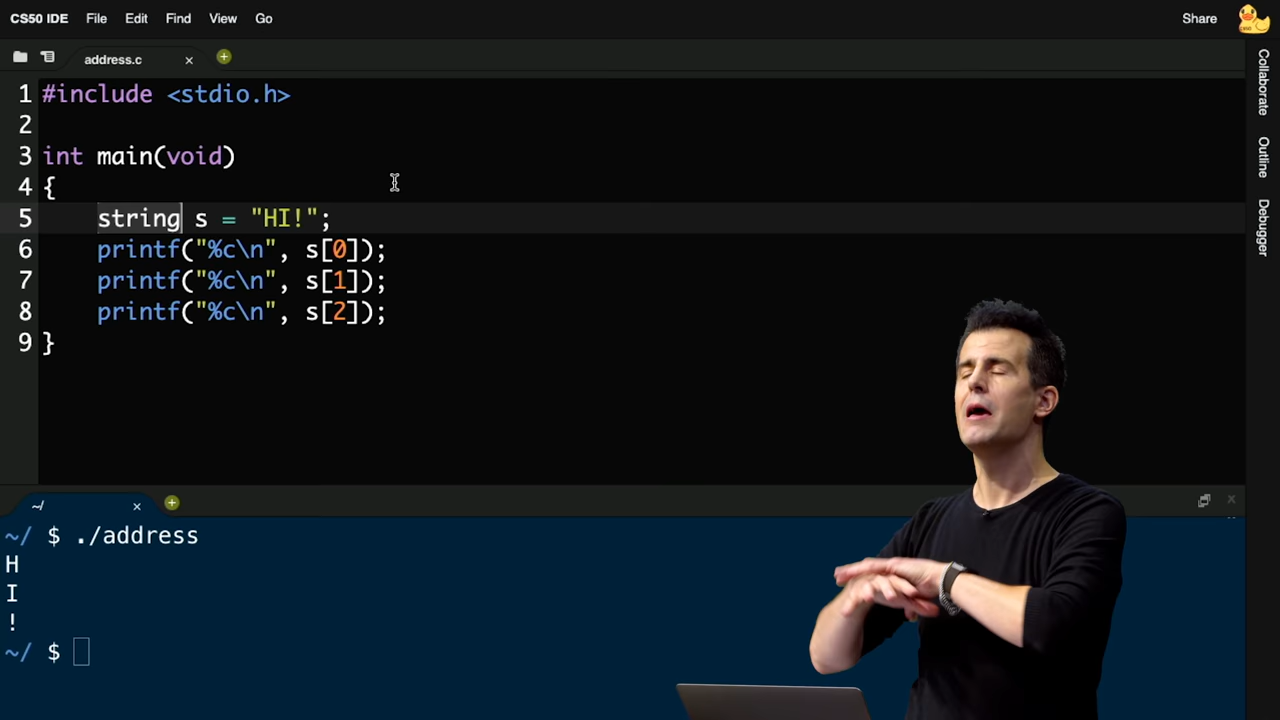 CS50 IDE File Edit Find View Go Share
address.c
1 #include <stdio.h>
2
3 int main(void)
4 {
5 string s = "HI!";
6 printf("%c\n", s[0]);
7 printf("%c\n", s[1]);
8 printf("%c\n", s[2]);
9 }
Collaborate
Outline
Debugger
~/
~/ $ ./address
H
I
!
~/ $